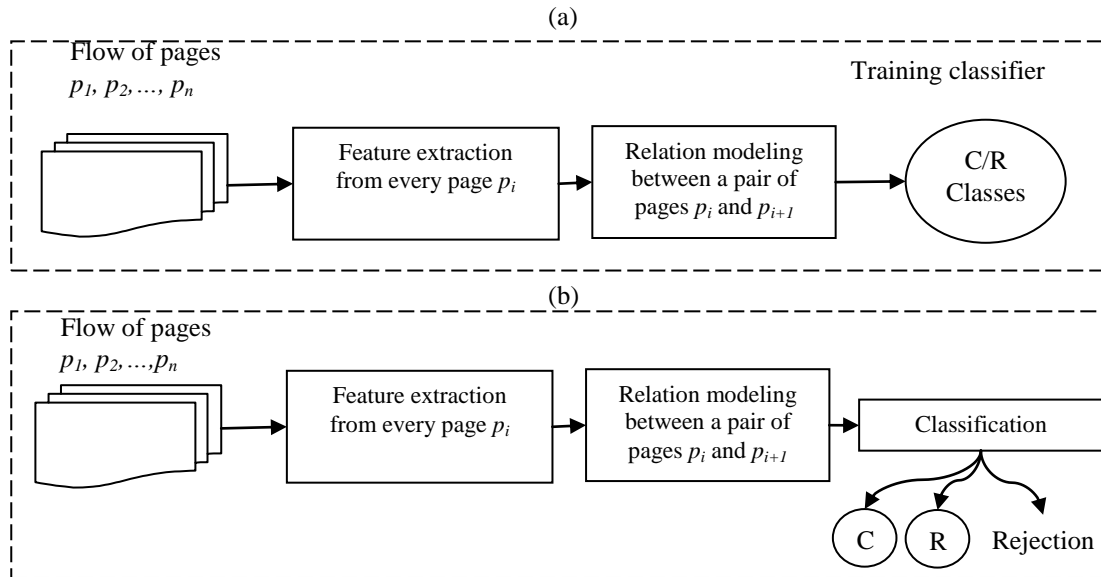 (a)
Flow of pages
p1, p2,..., pn
Training classifier
Feature extraction
from every page pi
Relation modeling
between a pair of
pages pi and pi+1
C/R
Classes
(b)
Flow of pages
p1, p2,...,pn
Feature extraction
from every page pi
Relation modeling
between a pair of
pages pi and pi+1
Classification
C
R
Rejection